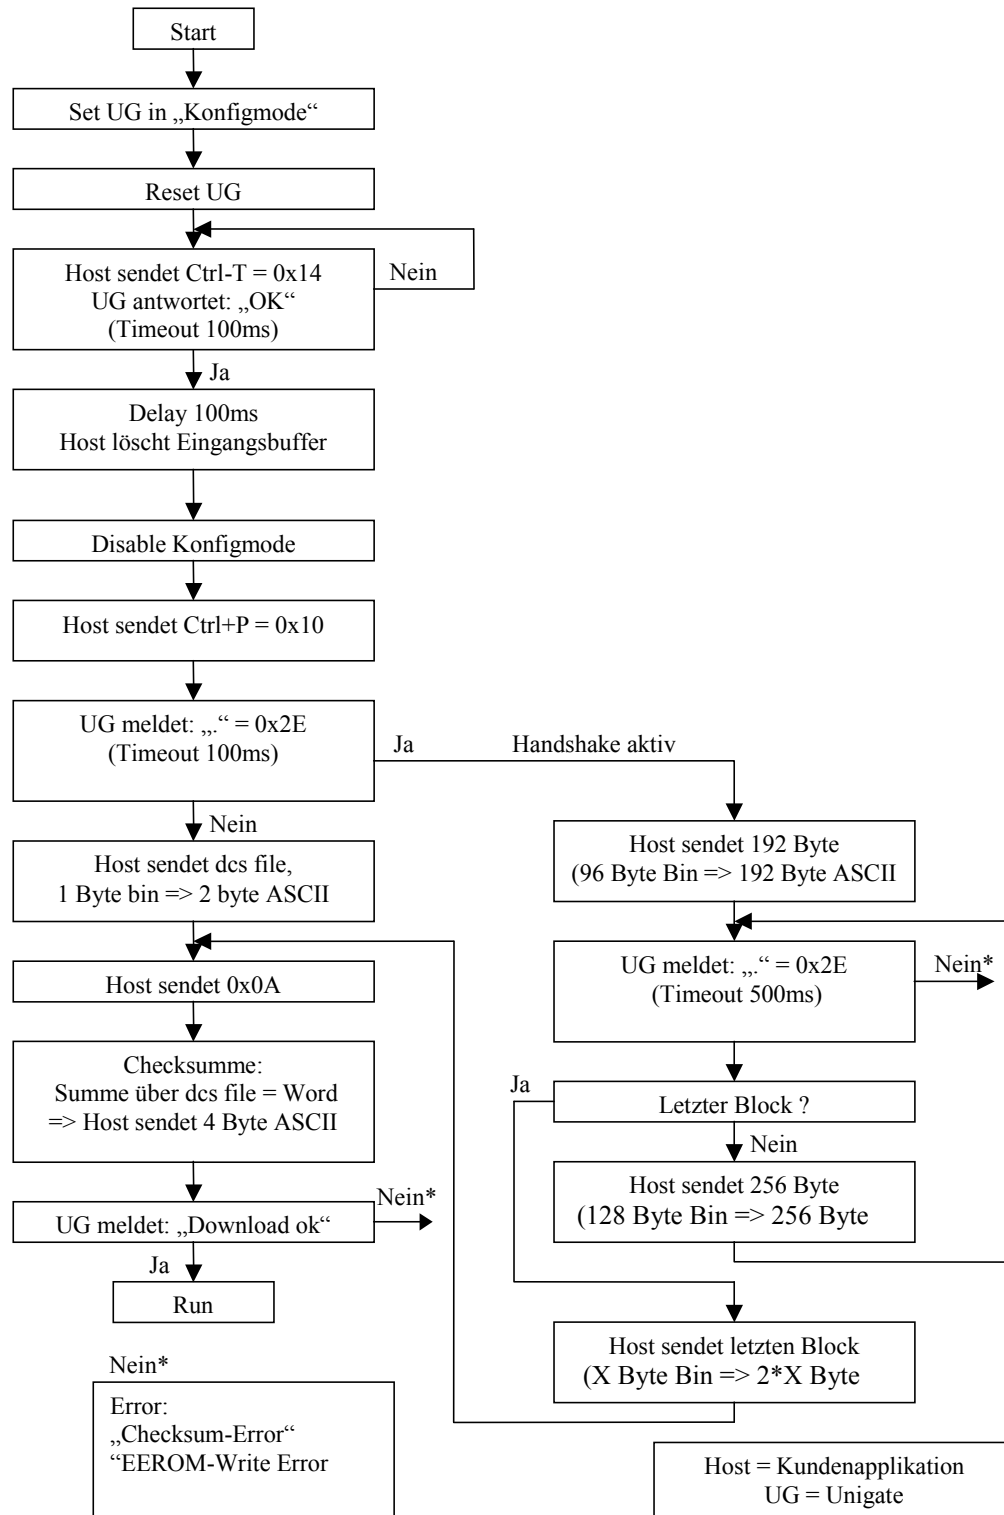 Start
Set UG in „Konfigmode“
Reset UG
Host sendet Ctrl-T = 0x14
UG antwortet: „OK“
(Timeout 100ms)
Nein
Ja
Delay 100ms
Host löscht Eingangsbuffer
Disable Konfigmode
Host sendet Ctrl+P = 0x10
UG meldet: „.“ = 0x2E
(Timeout 100ms)
Ja
Handshake aktiv
Nein
Host sendet dcs file,
1 Byte bin => 2 byte ASCII
Host sendet 0x0A
Checksumme:
Summe über dcs file = Word
=> Host sendet 4 Byte ASCII
UG meldet: „Download ok“
Nein*
Ja
Run
Host sendet 192 Byte
(96 Byte Bin => 192 Byte ASCII
UG meldet: „.“ = 0x2E
(Timeout 500ms)
Nein*
Ja
Letzter Block ?
Nein
Host sendet 256 Byte
(128 Byte Bin => 256 Byte
Host sendet letzten Block
(X Byte Bin => 2*X Byte
Nein*
Error:
„Checksum-Error“
“EEROM-Write Error
Host = Kundenapplikation
UG = Unigate